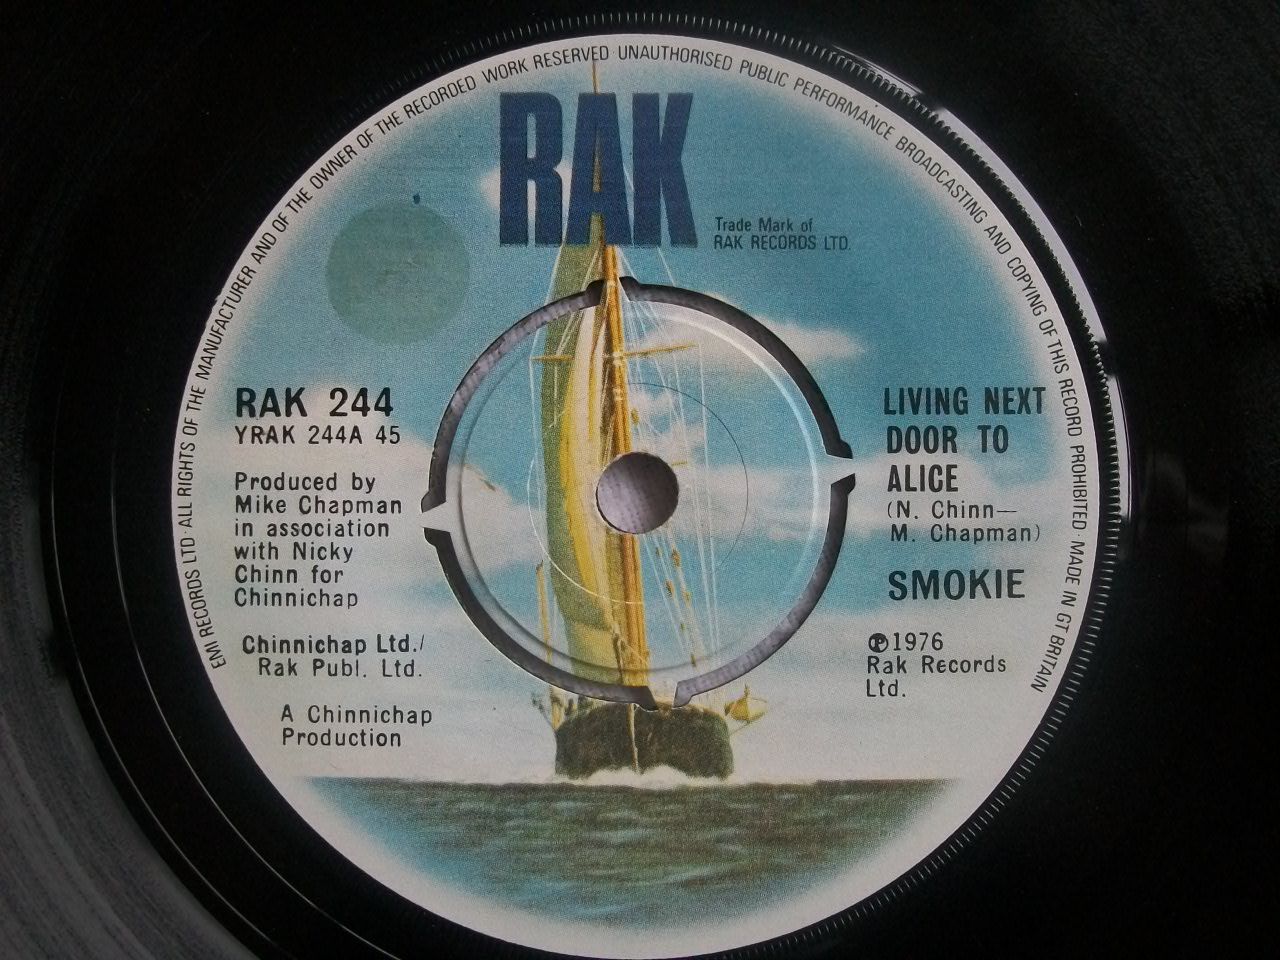 EMI RECORDS LTD · ALL RIGHTS OF THE MANUFACTURER AND OF THE OWNER OF THE RECORDED WORK RESERVED · UNAUTHORISED PUBLIC PERFORMANCE BROADCASTING AND COPYING OF THIS RECORD PROHIBITED · MADE IN GT BRITAIN
RAK
Trade Mark of
RAK RECORDS LTD.
RAK 244
YRAK 244A 45
Produced by
Mike Chapman
in association
with Nicky
Chinn for
Chinnichap
Chinnichap Ltd./
Rak Publ. Ltd.
A Chinnichap
Production
LIVING NEXT
DOOR TO
ALICE
(N. Chinn—
M. Chapman)
SMOKIE
℗1976
Rak Records
Ltd.